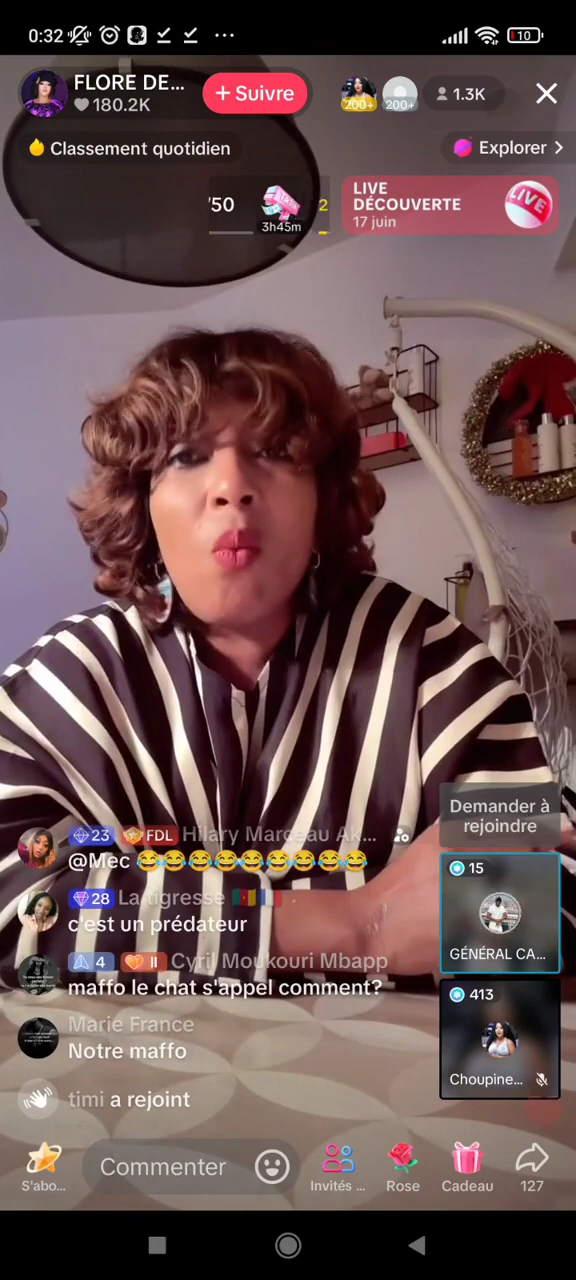 0:32
10
FLORE DE...
180.2K
+ Suivre
200+
200+
1.3K
Classement quotidien
Explorer >
'50
3h45m
2
LIVE
DÉCOUVERTE
17 juin
LIVE
Demander à
rejoindre
23 FDL Hilary Marceau Ak...
@Mec 😂😂😂😂😂😂😂😂😂
28 La tigresse 🇨🇲🇫🇷
c'est un prédateur
4 II Cyril Moukouri Mbapp
maffo le chat s'appel comment?
Marie France
Notre maffo
timi a rejoint
15
GÉNÉRAL CA...
413
Choupine...
Commenter
S'abo...
Invités ...
Rose
Cadeau
127